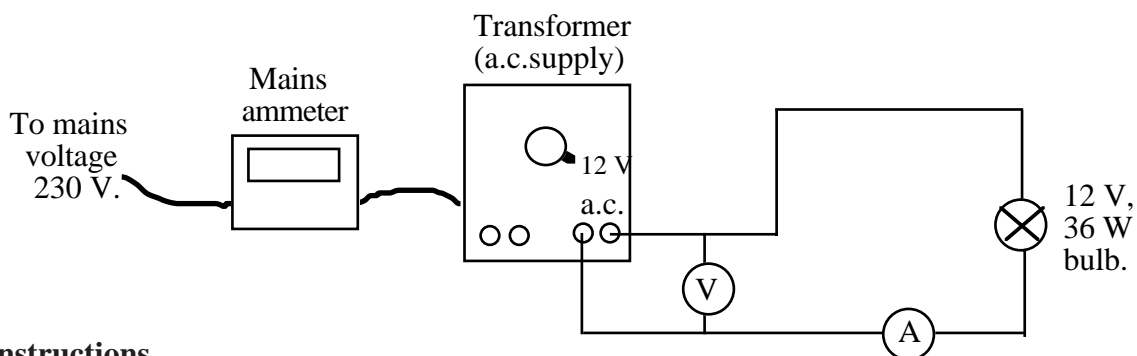 Transformer
(a.c.supply)
Mains
ammeter
To mains
voltage
230 V.
12 V
a.c.
V
A
12 V,
36 W
bulb.